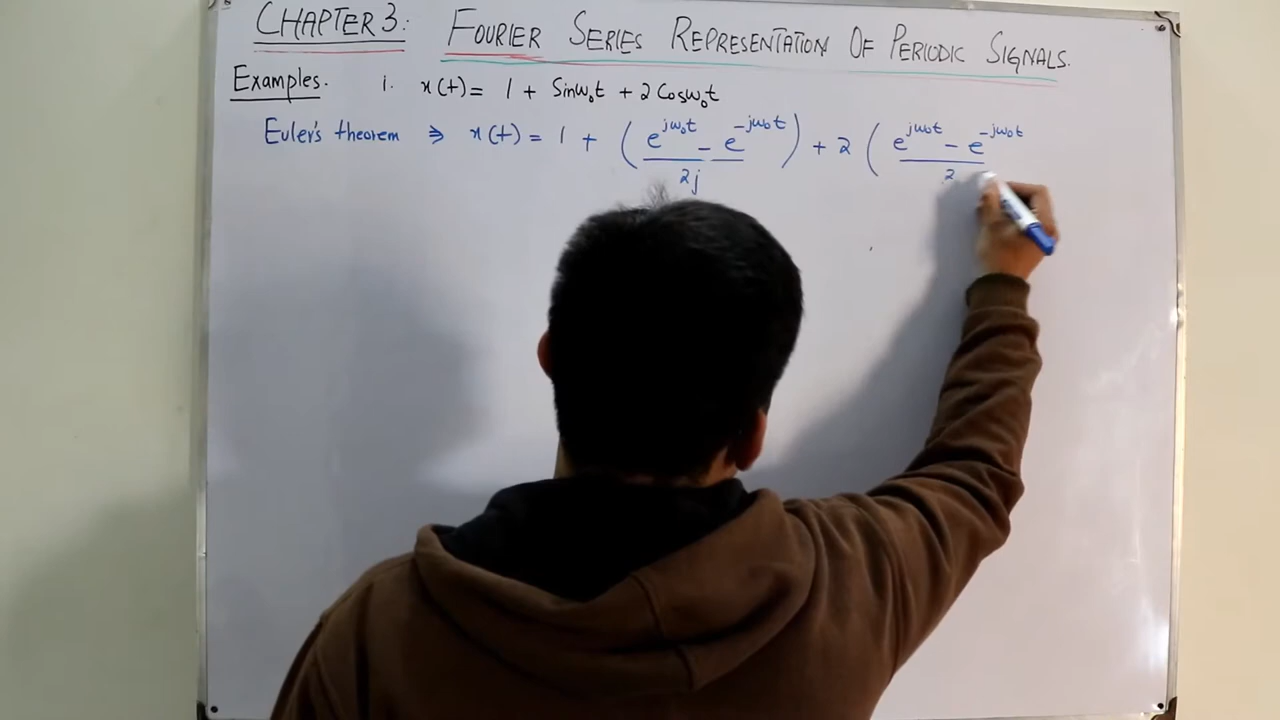 CHAPTER 3: FOURIER SERIES REPRESENTATION OF PERIODIC SIGNALS.
Examples. i. x(t) = 1 + Sinω₀t + 2 Cosω₀t
Euler's theorem ⇒ x(t) = 1 + ( e^{jω₀t} - e^{-jω₀t} / 2j ) + 2 ( e^{jω₀t} - e^{-jω₀t} / 2